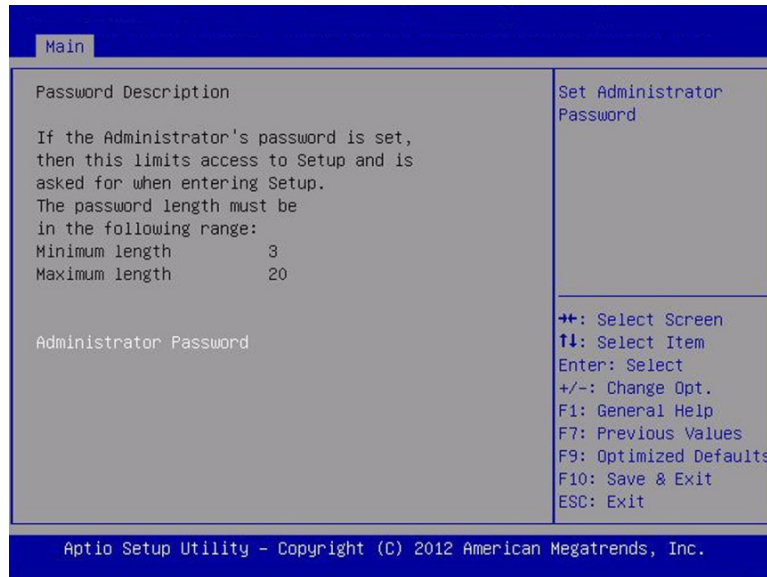 Main
Password Description
If the Administrator's password is set,
then this limits access to Setup and is
asked for when entering Setup.
The password length must be
in the following range:
Minimum length 3
Maximum length 20
Administrator Password
Set Administrator
Password
→←: Select Screen
↑↓: Select Item
Enter: Select
+/-: Change Opt.
F1: General Help
F7: Previous Values
F9: Optimized Defaults
F10: Save & Exit
ESC: Exit
Aptio Setup Utility – Copyright (C) 2012 American Megatrends, Inc.